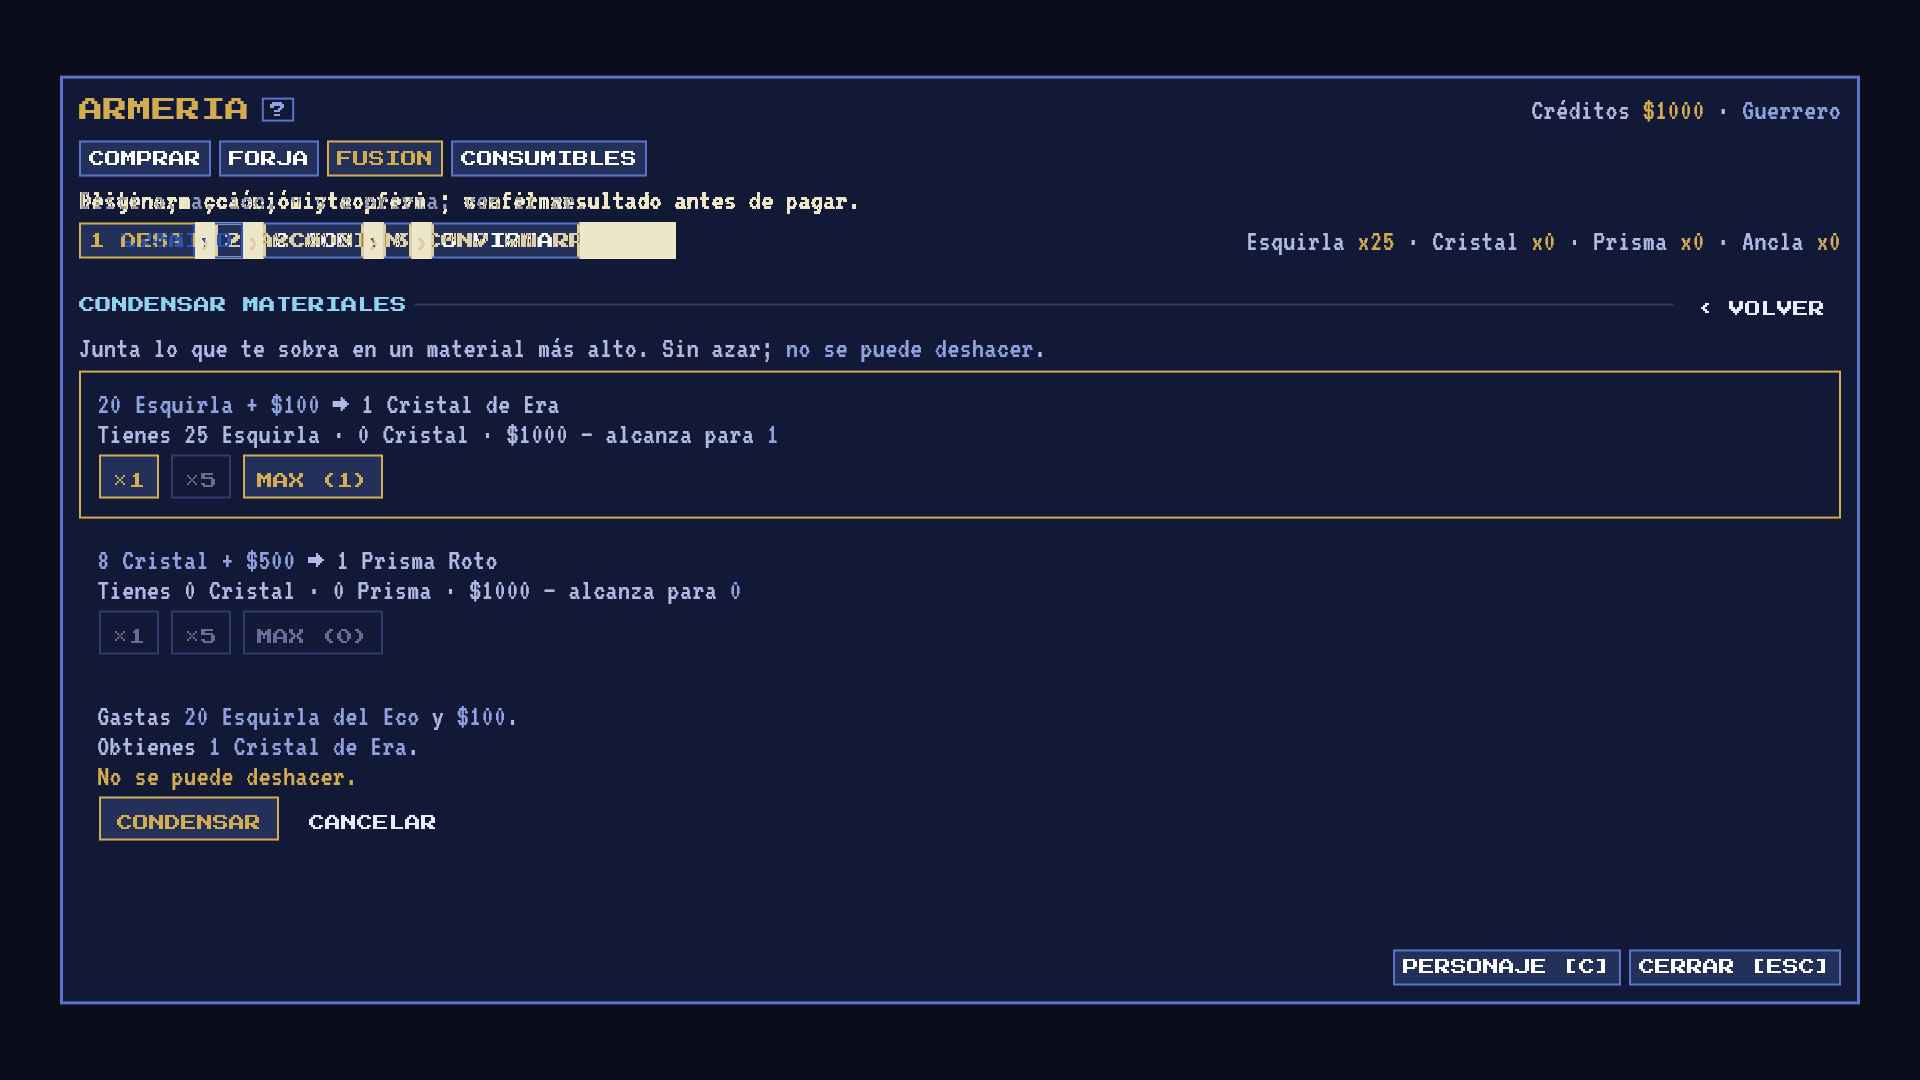 ARMERIA ?
Créditos $1000 · Guerrero
COMPRAR FORJA FUSION CONSUMIBLES
resultado antes de pagar.
1
Esquirla x25 · Cristal x0 · Prisma x0 · Ancla x0
CONDENSAR MATERIALES
< VOLVER
Junta lo que te sobra en un material más alto. Sin azar; no se puede deshacer.
20 Esquirla + $100 → 1 Cristal de Era
Tienes 25 Esquirla · 0 Cristal · $1000 — alcanza para 1
×1 ×5 MAX (1)
8 Cristal + $500 → 1 Prisma Roto
Tienes 0 Cristal · 0 Prisma · $1000 — alcanza para 0
×1 ×5 MAX (0)
Gastas 20 Esquirla del Eco y $100.
Obtienes 1 Cristal de Era.
No se puede deshacer.
CONDENSAR CANCELAR
PERSONAJE [C] CERRAR [ESC]